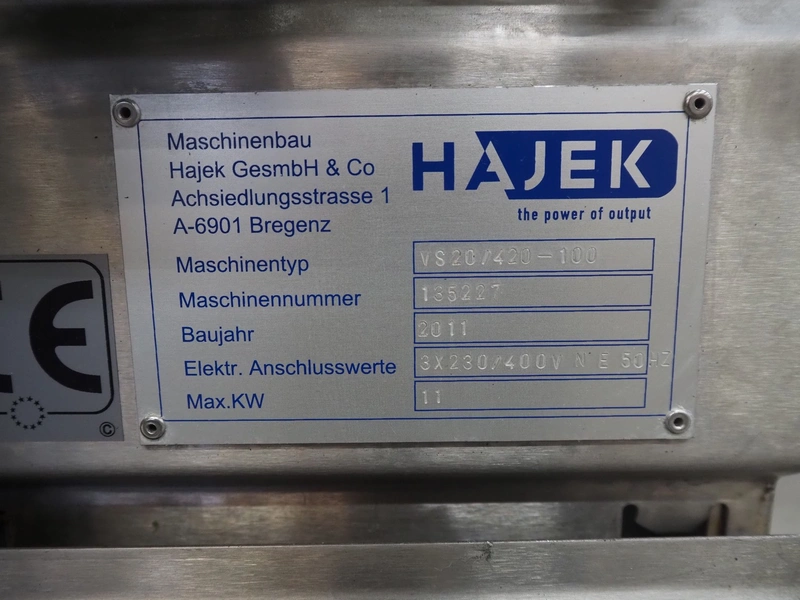 Maschinenbau
Hajek GesmbH & Co
Achsiedlungsstrasse 1
A-6901 Bregenz
HAJEK
the power of output
Maschinentyp VS20/420-100
Maschinennummer 135227
Baujahr 2011
Elektr. Anschlusswerte 3X230/400V N'E 50HZ
Max.KW 11
CE
©